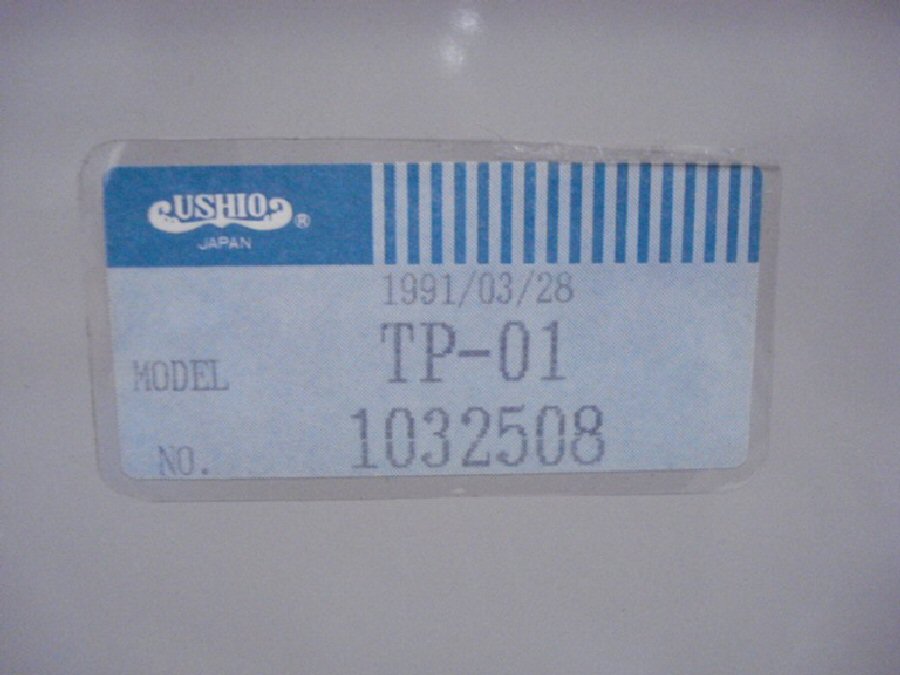 USHIO®
JAPAN
1991/03/28
MODEL TP-01
NO. 1032508